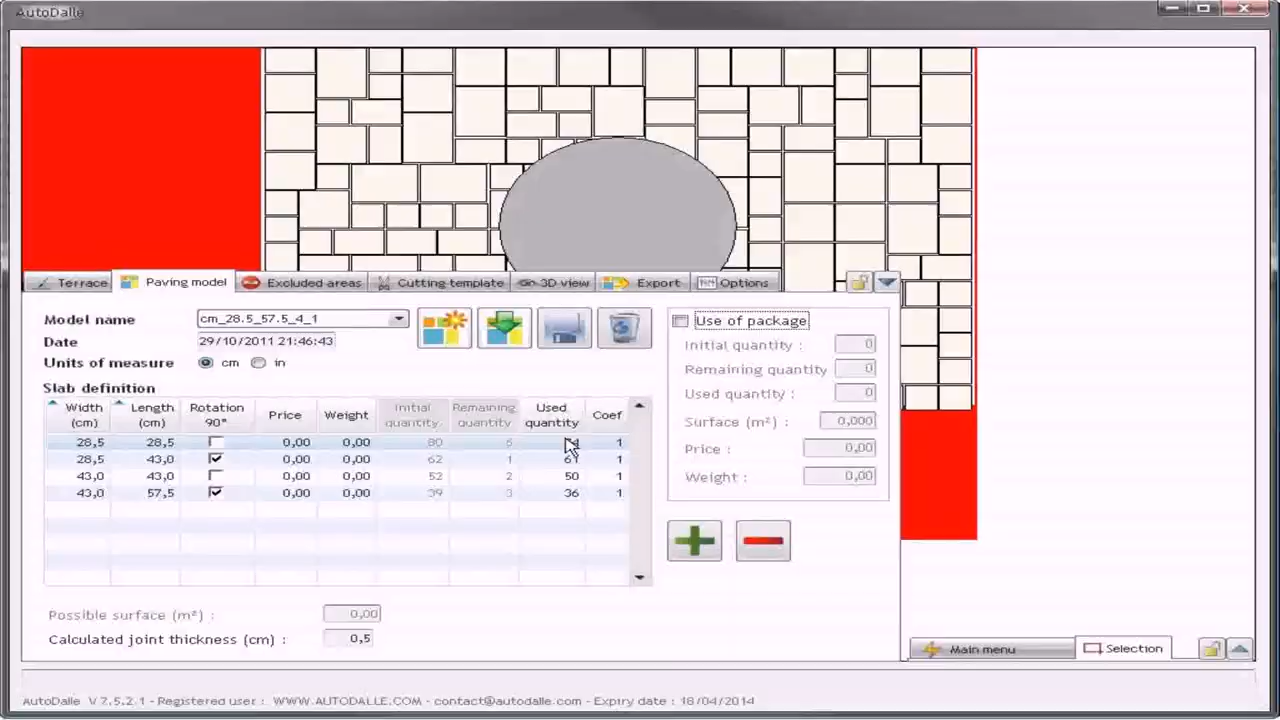 AutoDalle
Terrace Paving model Excluded areas Cutting template 3D view Export Options
Model name cm_28.5_57.5_4_1
Date 29/10/2011 21:46:43
Units of measure cm in
Slab definition
Width (cm) Length (cm) Rotation 90° Price Weight Initial quantity Remaining quantity Used quantity Coef
28,5 28,5 0,00 0,00 80 6 1
28,5 43,0 0,00 0,00 62 1 61 1
43,0 43,0 0,00 0,00 52 2 50 1
43,0 57,5 0,00 0,00 39 3 36 1
Possible surface (m²) : 0,00
Calculated joint thickness (cm) : 0,5
Use of package
Initial quantity : 0
Remaining quantity 0
Used quantity : 0
Surface (m²) : 0,000
Price : 0,00
Weight : 0,00
Main menu Selection
AutoDalle V 7.5.2.1 - Registered user : WWW.AUTODALLE.COM - contact@autodalle.com - Expiry date : 18/04/2014